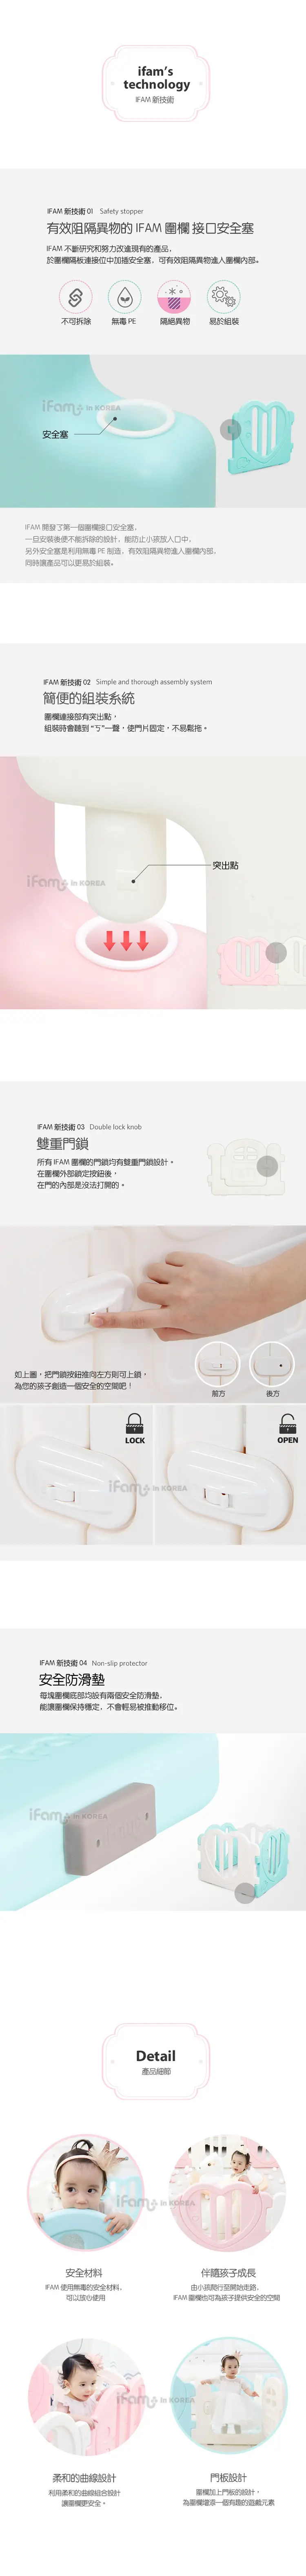 ifam's
technology
IFAM 新技術
IFAM 新技術 01 Safety stopper
有效阻隔異物的 IFAM 圍欄 接口安全塞
IFAM 不斷研究和努力改進現有的產品,
於圍欄隔板連接位中加插安全塞, 可有效阻隔異物進人圍欄內部。
不可拆除 無毒 PE 隔絕異物 易於組裝
iFam in KOREA
安全塞
IFAM 開發了第一個圍欄接口安全塞,
一旦安裝後便不能拆除的設計, 能防止小孩放入口中,
另外安全塞是利用無毒 PE 制造, 有效阻隔異物進人圍欄內部,
同時讓產品可以更易於組裝。
IFAM 新技術 02 Simple and thorough assembly system
簡便的組裝系統
圍欄連接部有突出點,
組裝時會聽到 “ㄎ”一聲, 使門片固定, 不易鬆拖。
突出點
iFam in KOREA
IFAM 新技術 03 Double lock knob
雙重門鎖
所有 IFAM 圍欄的門鎖均有雙重門鎖設計。
在圍欄外部鎖定按鈕後,
在門的內部是沒法打開的。
如上圖, 把門鎖按鈕推向左方則可上鎖,
為您的孩子創造一個安全的空間吧!
前方 後方
LOCK OPEN
iFam in KOREA
IFAM 新技術 04 Non-slip protector
安全防滑墊
每塊圍欄底部均設有兩個安全防滑墊,
能讓圍欄保持穩定, 不會輕易被推動移位。
iFam in KOREA
Detail
產品細節
iFam in KOREA
安全材料 伴隨孩子成長
IFAM 使用無毒的安全材料, 由小孩爬行至開始走路,
可以放心使用 IFAM 圍欄也可為孩子提供安全的空間
iFam in KOREA
柔和的曲線設計 門板設計
利用柔和的曲線組合設計 圍欄加上門板的設計,
讓圍欄更安全。 為圍欄增添一個有趣的遊戲元素